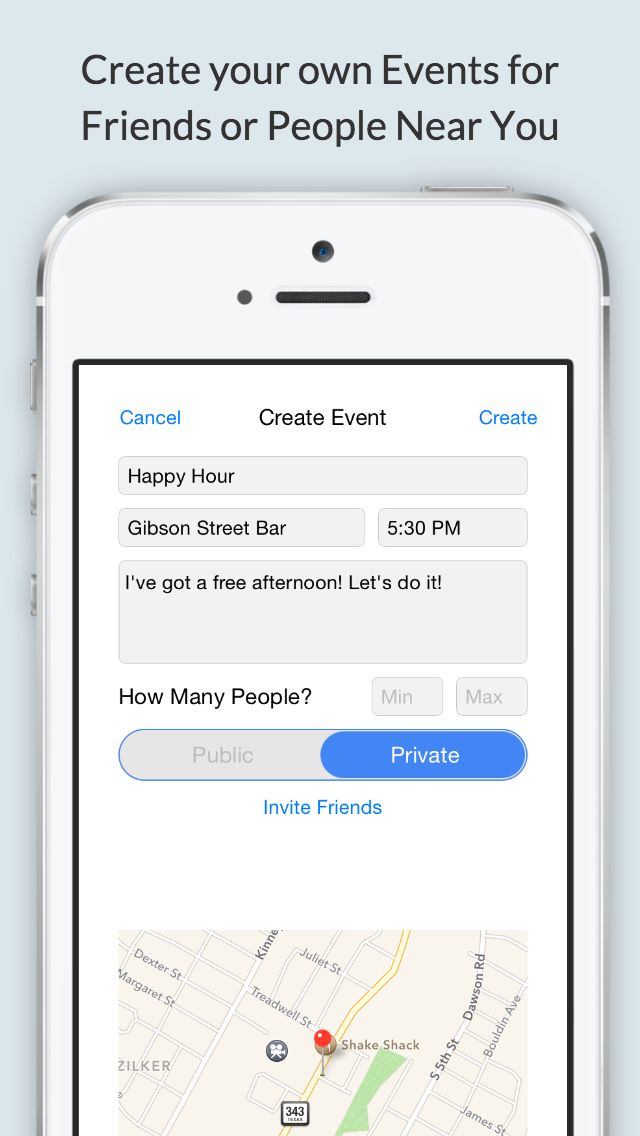 Create your own Events for
Friends or People Near You
Cancel Create Event Create
Happy Hour
Gibson Street Bar 5:30 PM
I've got a free afternoon! Let's do it!
How Many People? Min Max
Public Private
Invite Friends
Kinne
Juliet St
Dexter St
Margaret St
Treadwell St
Dawson Rd
Bouldin Ave
Shake Shack
S 5th St
ZILKER
343
TEXAS
James St